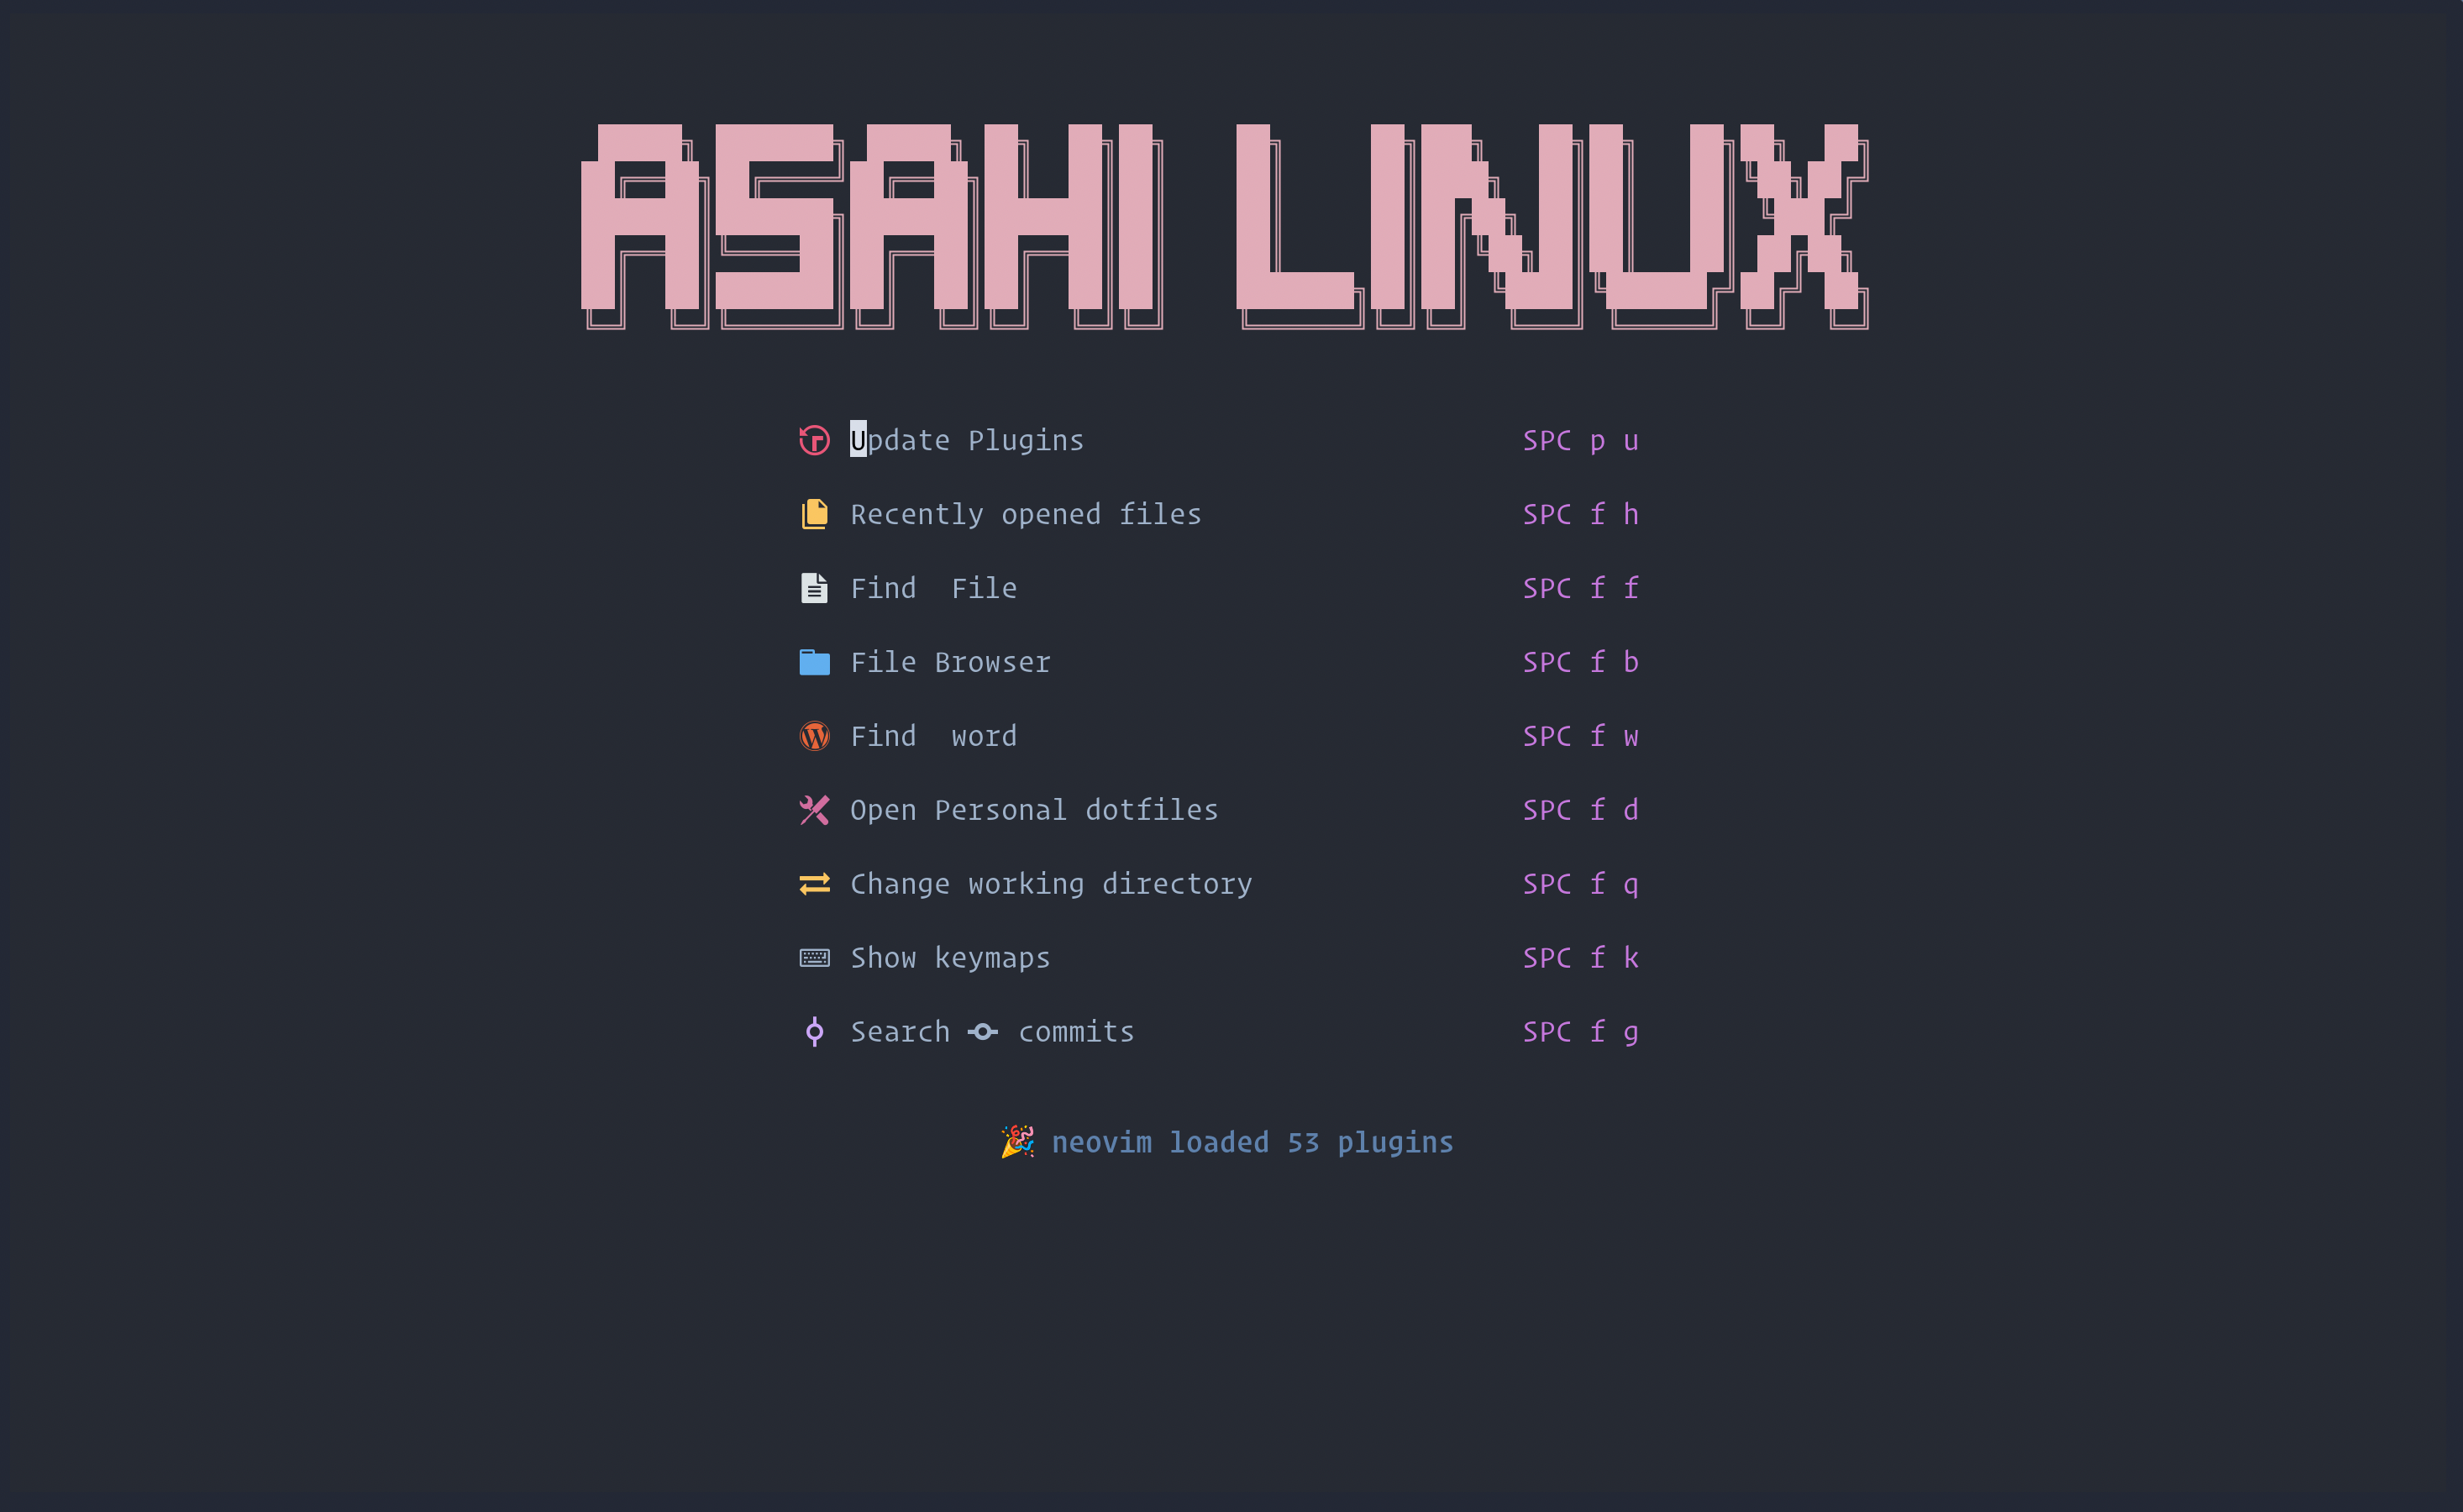 ASAHI LINUX
Update Plugins SPC p u
Recently opened files SPC f h
Find  File SPC f f
File Browser SPC f b
Find  word SPC f w
Open Personal dotfiles SPC f d
Change working directory SPC f q
Show keymaps SPC f k
Search commits SPC f g
🎉 neovim loaded 53 plugins